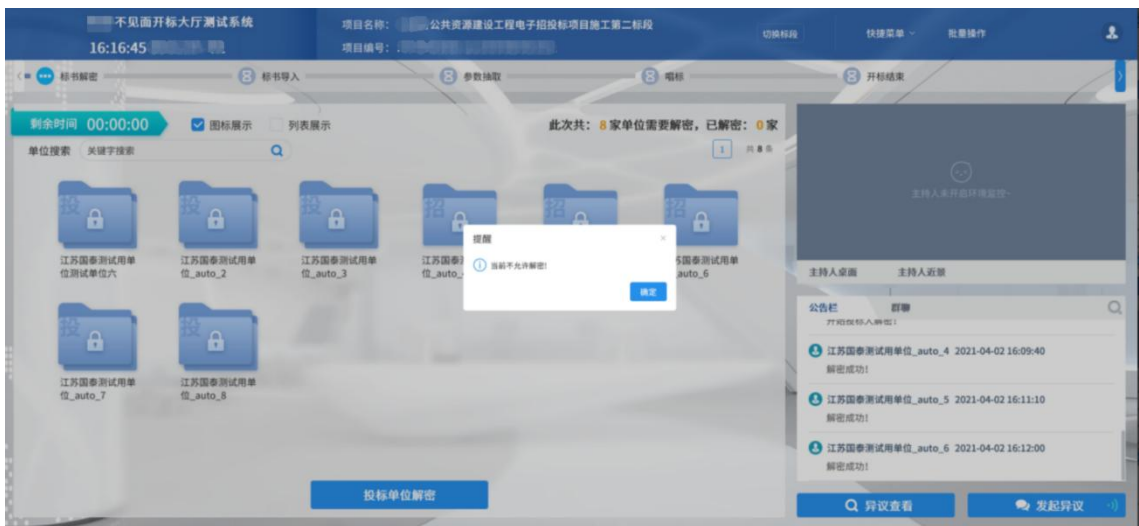 不见面开标大厅测试系统
16:16:45
项目名称： 公共资源建设工程电子招投标项目施工第二标段
项目编号：
切换标段
快捷菜单
批量操作
标书解密
标书导入
参数抽取
唱标
开标结束
剩余时间 00:00:00
图标展示
列表展示
此次共： 8 家单位需要解密，已解密： 0 家
单位搜索 关键字搜索
1
共 8 条
投
投
投
招
招
招
江苏国泰测试用单
位测试单位六
江苏国泰测试用单
位_auto_2
江苏国泰测试用单
位_auto_3
江苏国泰
位_auto_
苏国泰测试用单
auto_6
提醒
×
当前不允许解密!
确定
投
投
江苏国泰测试用单
位_auto_7
江苏国泰测试用单
位_auto_8
投标单位解密
主持人未开启环境监控~
主持人桌面
主持人近景
公告栏
群聊
开启投标人解密！
江苏国泰测试用单位_auto_4 2021-04-02 16:09:40
解密成功!
江苏国泰测试用单位_auto_5 2021-04-02 16:11:10
解密成功!
江苏国泰测试用单位_auto_6 2021-04-02 16:12:00
解密成功!
异议查看
发起异议